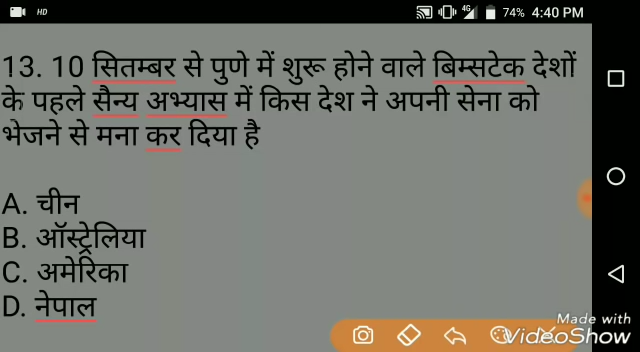 HD
4G 74% 4:40 PM
13. 10 सितम्बर से पुणे में शुरू होने वाले बिम्सटेक देशों
के पहले सैन्य अभ्यास में किस देश ने अपनी सेना को
भेजने से मना कर दिया है
A. चीन
B. ऑस्ट्रेलिया
C. अमेरिका
D. नेपाल
Made with
VideoShow